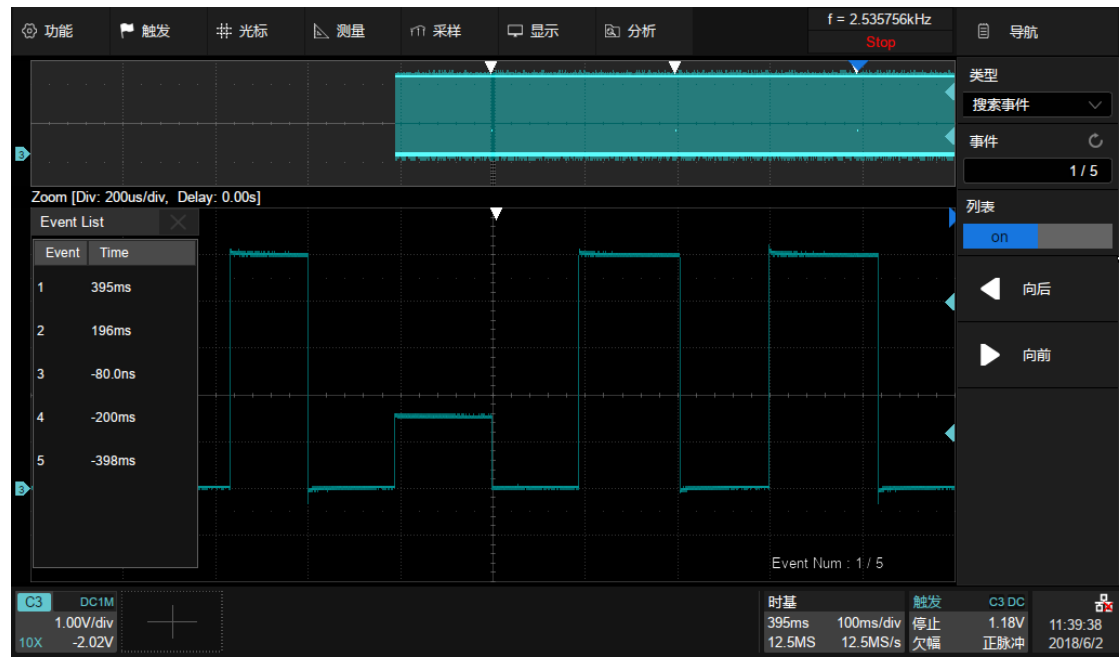 功能 触发 光标 测量 采样 显示 分析 f = 2.535756kHz 导航
Stop
类型
搜索事件
事件
3
1 / 5
Zoom [Div: 200us/div, Delay: 0.00s]
列表
Event List
on
Event Time
1 395ms
向后
2 196ms
向前
3 -80.0ns
4 -200ms
5 -398ms
3
Event Num : 1 / 5
C3 DC1M 时基 触发 C3 DC
1.00V/div 395ms 100ms/div 停止 1.18V 11:39:38
10X -2.02V 12.5MS 12.5MS/s 欠幅 正脉冲 2018/6/2